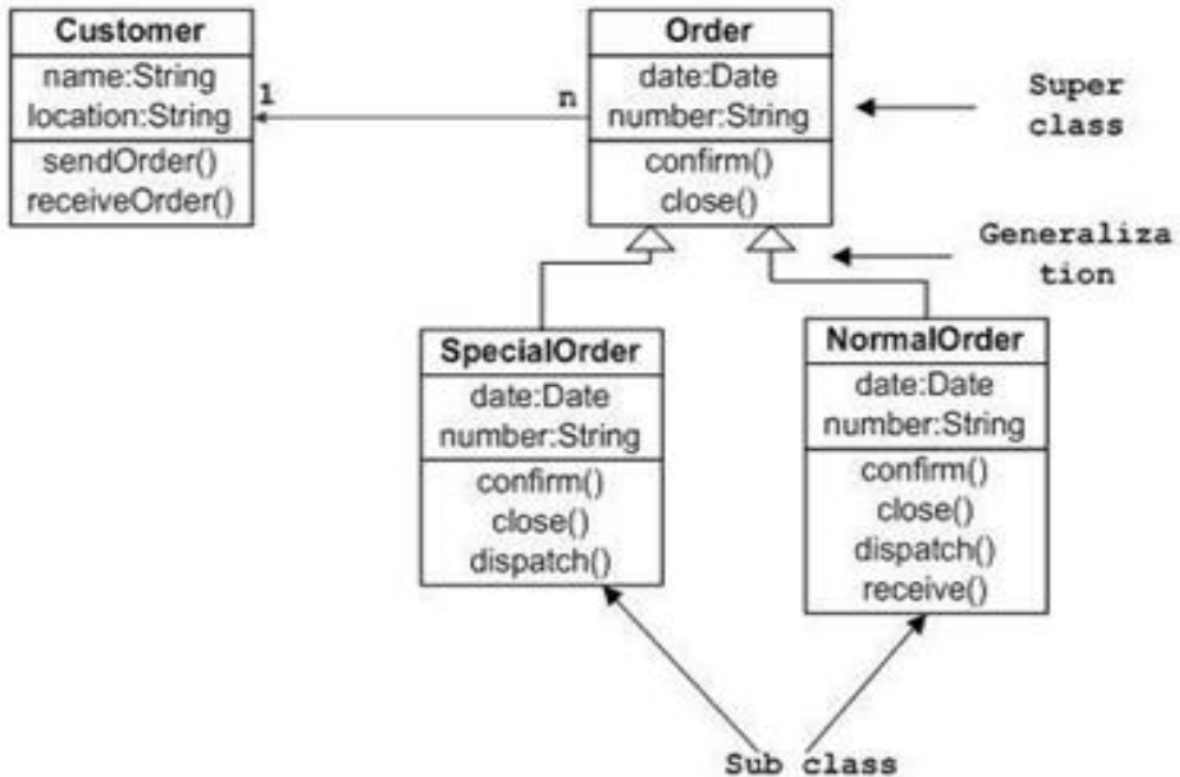 Customer
name:String
location:String
sendOrder()
receiveOrder()
1
n
Order
date:Date
number:String
confirm()
close()
Super
class
Generaliza
tion
SpecialOrder
date:Date
number:String
confirm()
close()
dispatch()
NormalOrder
date:Date
number:String
confirm()
close()
dispatch()
receive()
Sub class